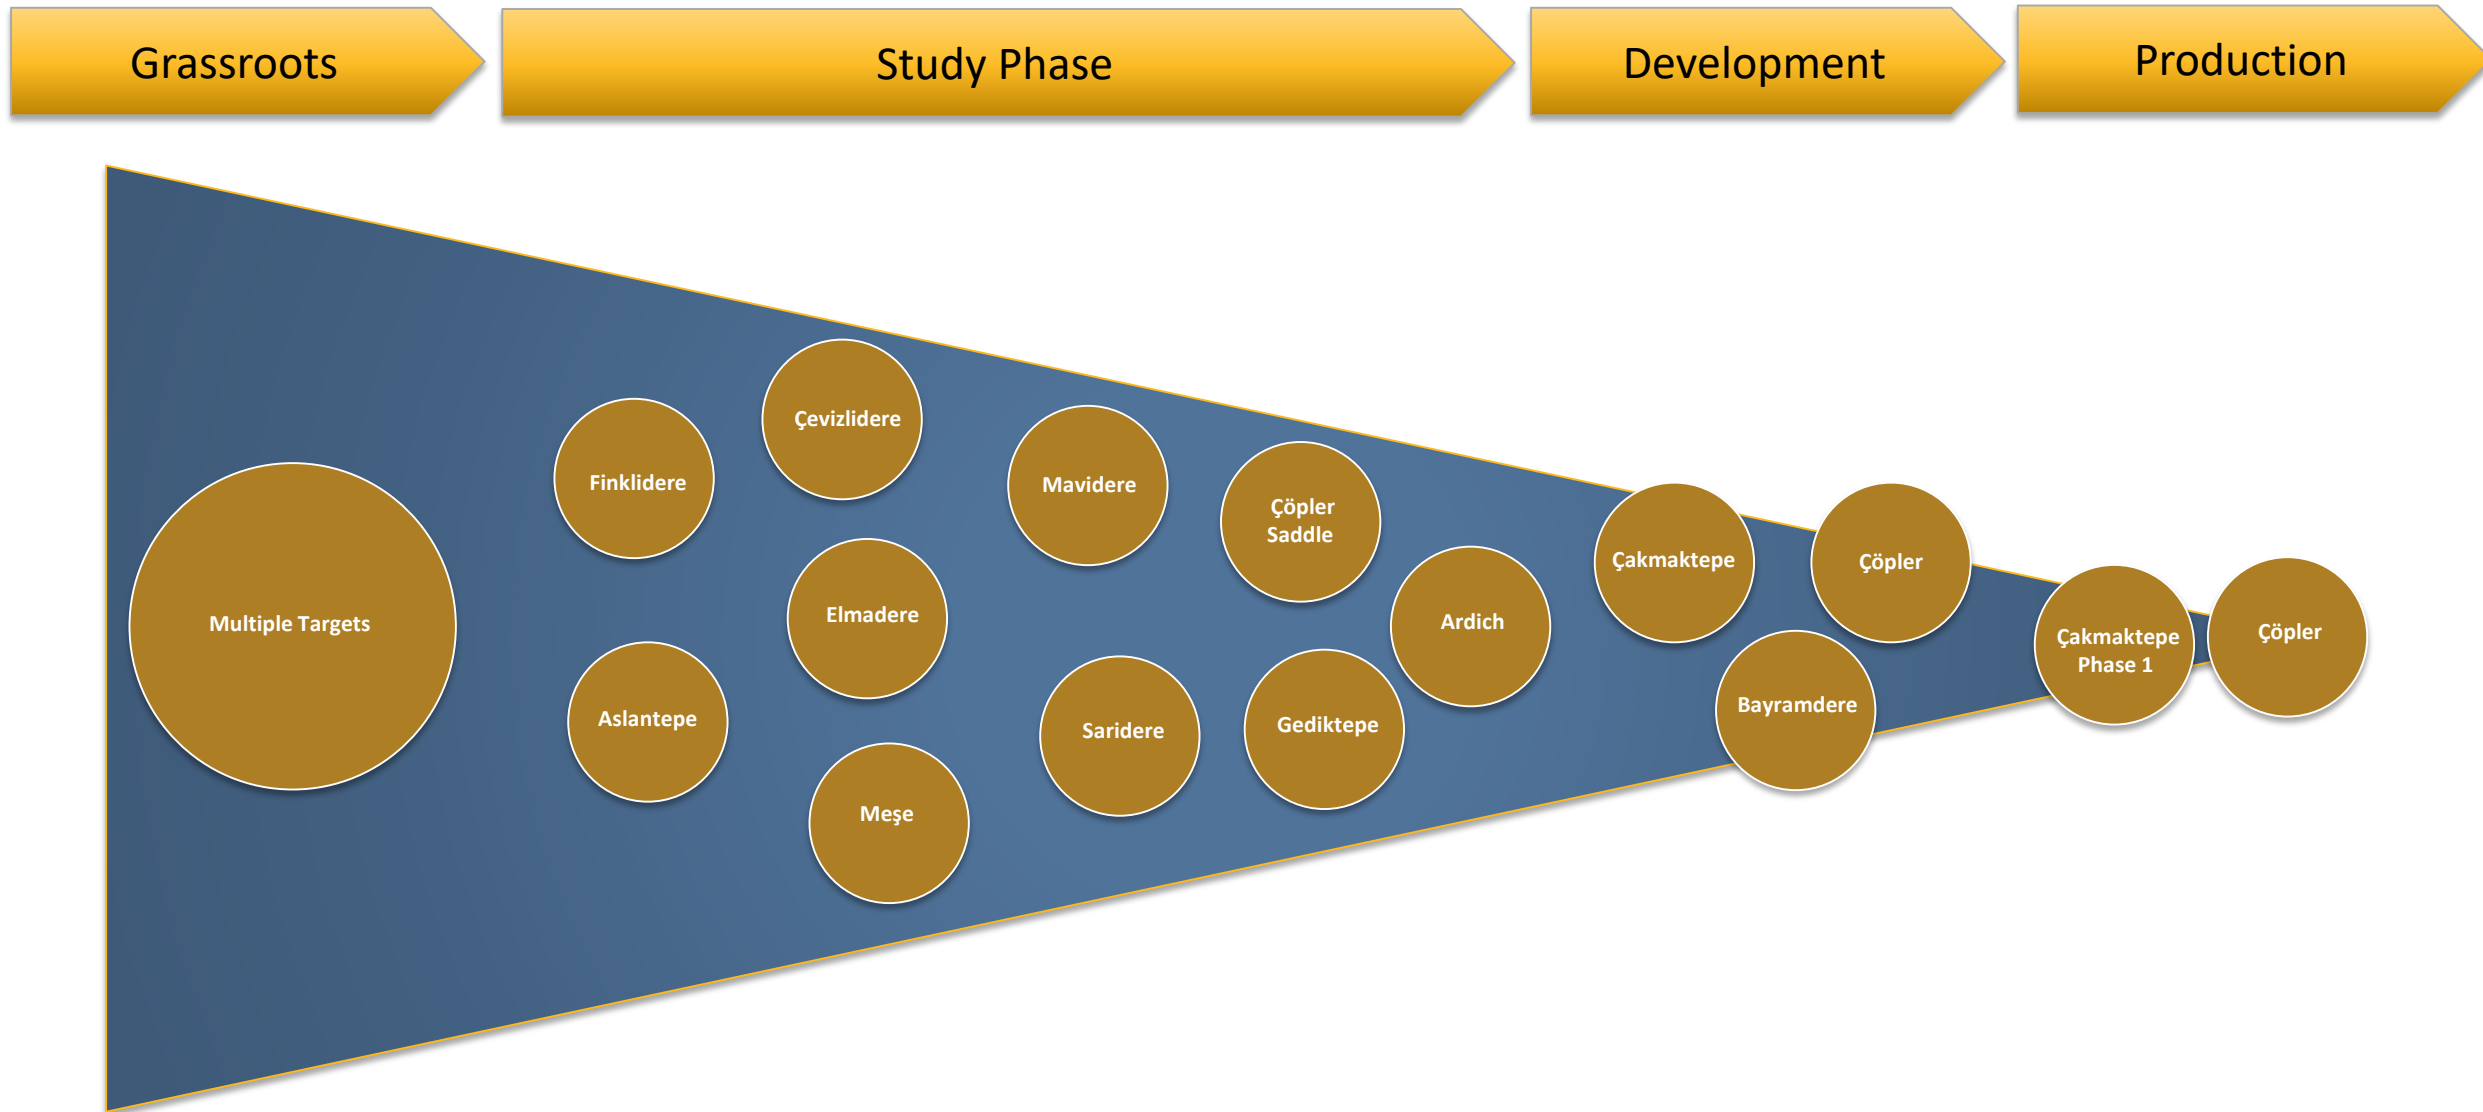 Grassroots
Study Phase
Development
Production
Çevizlidere
Finklidere
Mavidere
Çöpler
Saddle
Çakmaktepe
Çöpler
Elmadere
Multiple Targets
Ardich
Çakmaktepe
Phase 1
Çöpler
Aslantepe
Saridere
Gediktepe
Bayramdere
Meşe